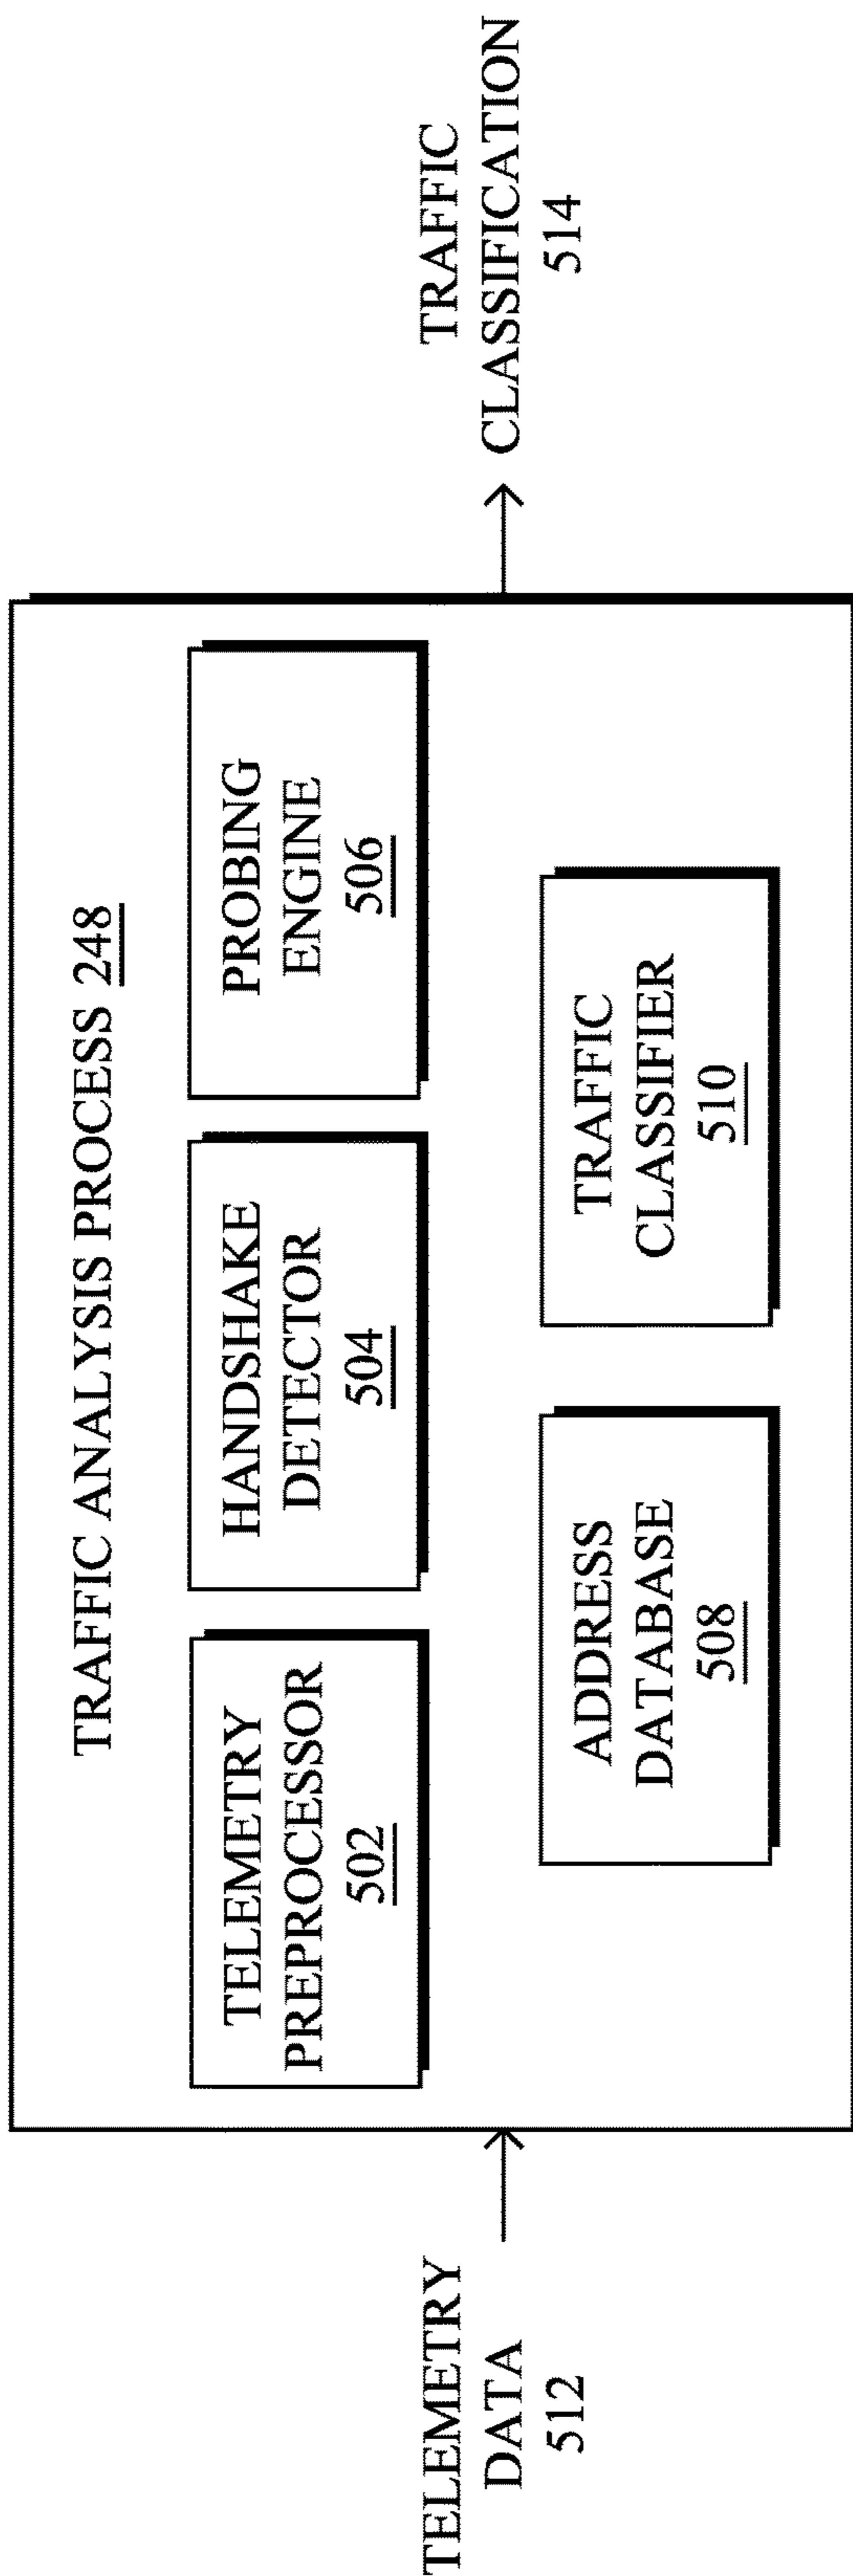 TELEMETRY
DATA
512
TRAFFIC ANALYSIS PROCESS 248
TELEMETRY
PREPROCESSOR
502
HANDSHAKE
DETECTOR
504
PROBING
ENGINE
506
ADDRESS
DATABASE
508
TRAFFIC
CLASSIFIER
510
TRAFFIC
CLASSIFICATION
514